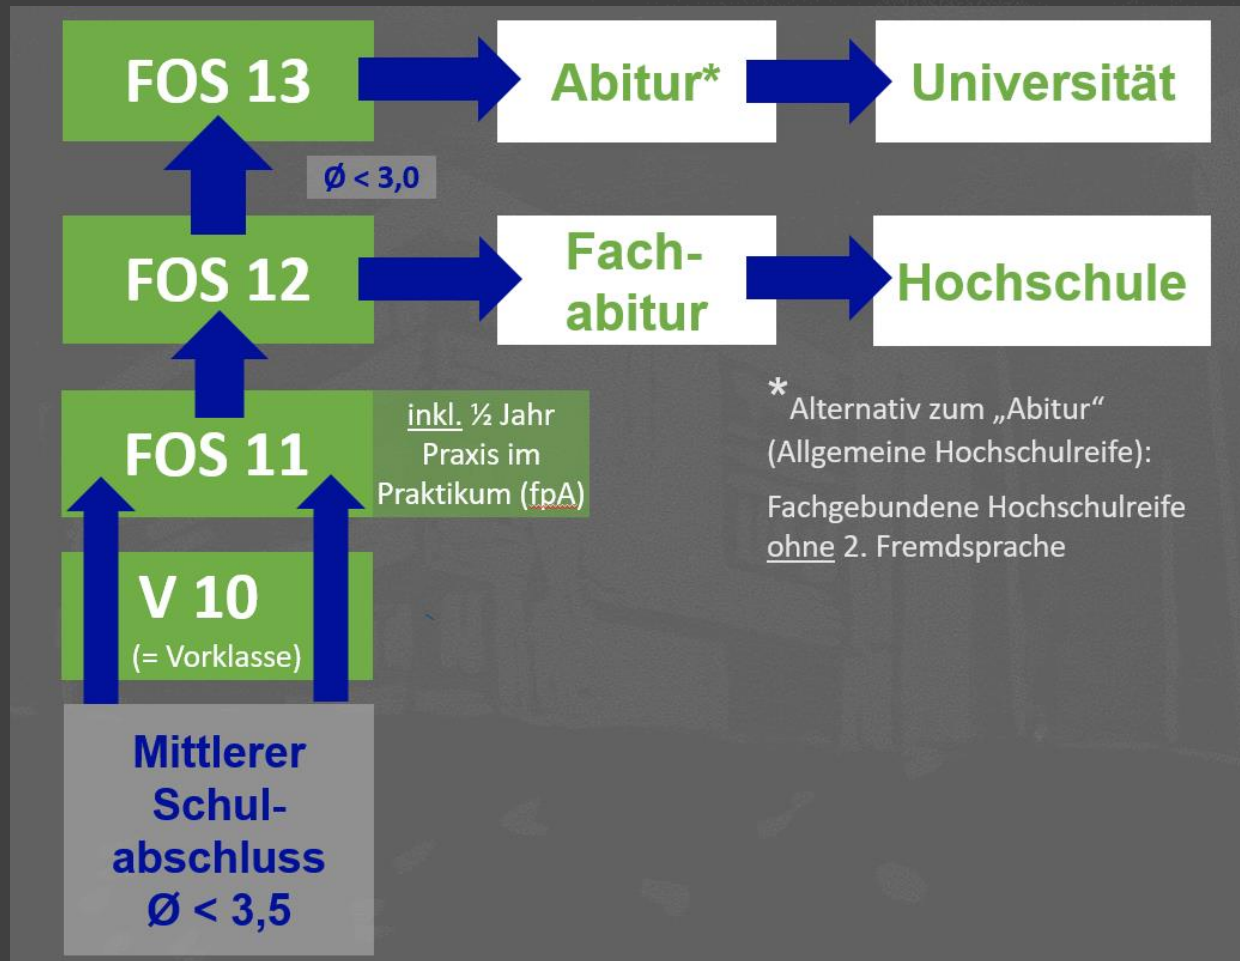 FOS 13
Abitur*
Universität
Ø < 3,0
FOS 12
Fach-
abitur
Hochschule
FOS 11
inkl. ½ Jahr
Praxis im
Praktikum (fpA)
*Alternativ zum „Abitur“
(Allgemeine Hochschulreife):
Fachgebundene Hochschulreife
ohne 2. Fremdsprache
V 10
(= Vorklasse)
Mittlerer
Schul-
abschluss
Ø < 3,5